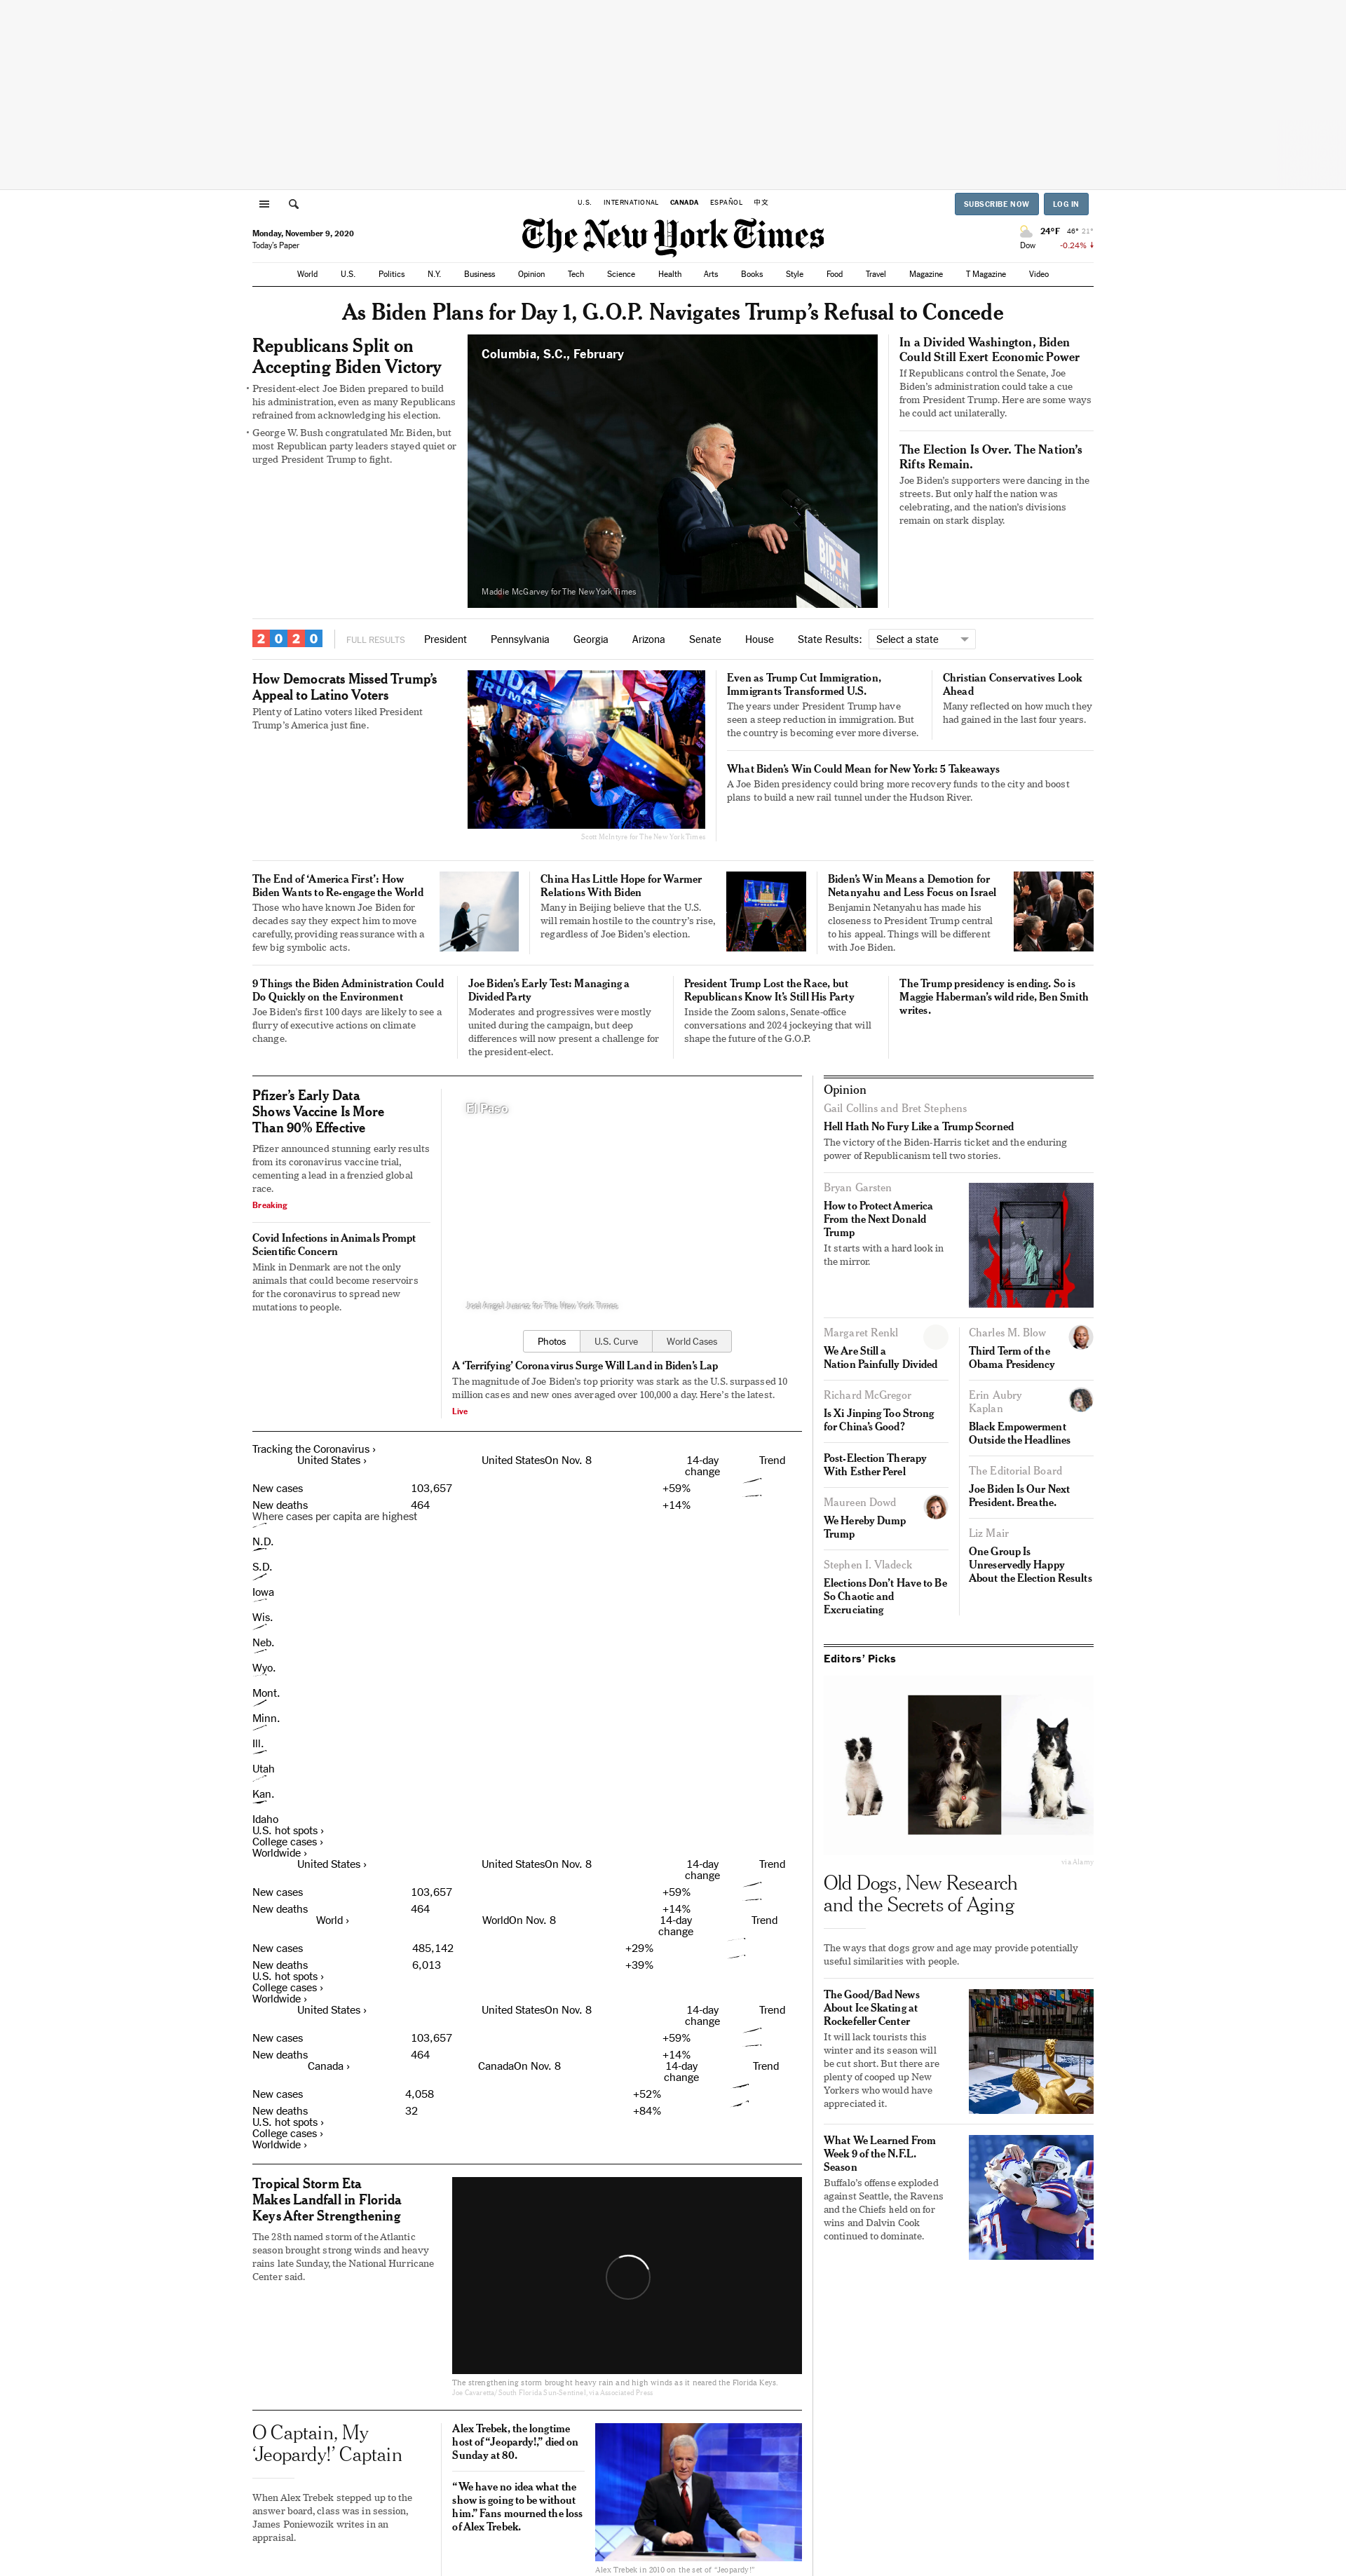 U.S. INTERNATIONAL CANADA ESPAÑOL 中文
SUBSCRIBE NOW LOG IN
Monday, November 9, 2020
Today's Paper
The New York Times
24°F 46° 21°
Dow -0.24%
World U.S. Politics N.Y. Business Opinion Tech Science Health Arts Books Style Food Travel Magazine T Magazine Video
As Biden Plans for Day 1, G.O.P. Navigates Trump’s Refusal to Concede
Republicans Split on
Accepting Biden Victory
• President-elect Joe Biden prepared to build
his administration, even as many Republicans
refrained from acknowledging his election.
• George W. Bush congratulated Mr. Biden, but
most Republican party leaders stayed quiet or
urged President Trump to fight.
Columbia, S.C., February
BIDEN
PRESIDENT
Maddie McGarvey for The New York Times
In a Divided Washington, Biden
Could Still Exert Economic Power
If Republicans control the Senate, Joe
Biden’s administration could take a cue
from President Trump. Here are some ways
he could act unilaterally.
The Election Is Over. The Nation’s
Rifts Remain.
Joe Biden’s supporters were dancing in the
streets. But only half the nation was
celebrating, and the nation’s divisions
remain on stark display.
2020 FULL RESULTS President Pennsylvania Georgia Arizona Senate House State Results: Select a state
How Democrats Missed Trump’s
Appeal to Latino Voters
Plenty of Latino voters liked President
Trump’s America just fine.
TRUMP
Scott McIntyre for The New York Times
Even as Trump Cut Immigration,
Immigrants Transformed U.S.
The years under President Trump have
seen a steep reduction in immigration. But
the country is becoming ever more diverse.
Christian Conservatives Look
Ahead
Many reflected on how much they
had gained in the last four years.
What Biden’s Win Could Mean for New York: 5 Takeaways
A Joe Biden presidency could bring more recovery funds to the city and boost
plans to build a new rail tunnel under the Hudson River.
The End of ‘America First’: How
Biden Wants to Re-engage the World
Those who have known Joe Biden for
decades say they expect him to move
carefully, providing reassurance with a
few big symbolic acts.
China Has Little Hope for Warmer
Relations With Biden
Many in Beijing believe that the U.S.
will remain hostile to the country’s rise,
regardless of Joe Biden’s election.
Biden’s Win Means a Demotion for
Netanyahu and Less Focus on Israel
Benjamin Netanyahu has made his
closeness to President Trump central
to his appeal. Things will be different
with Joe Biden.
9 Things the Biden Administration Could
Do Quickly on the Environment
Joe Biden’s first 100 days are likely to see a
flurry of executive actions on climate
change.
Joe Biden’s Early Test: Managing a
Divided Party
Moderates and progressives were mostly
united during the campaign, but deep
differences will now present a challenge for
the president-elect.
President Trump Lost the Race, but
Republicans Know It’s Still His Party
Inside the Zoom salons, Senate-office
conversations and 2024 jockeying that will
shape the future of the G.O.P.
The Trump presidency is ending. So is
Maggie Haberman’s wild ride, Ben Smith
writes.
Pfizer’s Early Data
Shows Vaccine Is More
Than 90% Effective
Pfizer announced stunning early results
from its coronavirus vaccine trial,
cementing a lead in a frenzied global
race.
Breaking
Covid Infections in Animals Prompt
Scientific Concern
Mink in Denmark are not the only
animals that could become reservoirs
for the coronavirus to spread new
mutations to people.
El Paso
Joel Angel Juarez for The New York Times
Photos U.S. Curve World Cases
A ‘Terrifying’ Coronavirus Surge Will Land in Biden’s Lap
The magnitude of Joe Biden’s top priority was stark as the U.S. surpassed 10
million cases and new ones averaged over 100,000 a day. Here’s the latest.
Live
Tracking the Coronavirus ›
United States › United StatesOn Nov. 8 14-day Trend
change
New cases 103,657 +59%
New deaths 464 +14%
Where cases per capita are highest
N.D.
S.D.
Iowa
Wis.
Neb.
Wyo.
Mont.
Minn.
Ill.
Utah
Kan.
Idaho
U.S. hot spots ›
College cases ›
Worldwide ›
United States › United StatesOn Nov. 8 14-day Trend
change
New cases 103,657 +59%
New deaths 464 +14%
World › WorldOn Nov. 8 14-day Trend
change
New cases 485,142 +29%
New deaths 6,013 +39%
U.S. hot spots ›
College cases ›
Worldwide ›
United States › United StatesOn Nov. 8 14-day Trend
change
New cases 103,657 +59%
New deaths 464 +14%
Canada › CanadaOn Nov. 8 14-day Trend
change
New cases 4,058 +52%
New deaths 32 +84%
U.S. hot spots ›
College cases ›
Worldwide ›
Tropical Storm Eta
Makes Landfall in Florida
Keys After Strengthening
The 28th named storm of the Atlantic
season brought strong winds and heavy
rains late Sunday, the National Hurricane
Center said.
The strengthening storm brought heavy rain and high winds as it neared the Florida Keys.
Joe Cavaretta/South Florida Sun-Sentinel, via Associated Press
O Captain, My
‘Jeopardy!’ Captain
When Alex Trebek stepped up to the
answer board, class was in session,
James Poniewozik writes in an
appraisal.
Alex Trebek, the longtime
host of “Jeopardy!,” died on
Sunday at 80.
“We have no idea what the
show is going to be without
him.” Fans mourned the loss
of Alex Trebek.
Alex Trebek in 2010 on the set of “Jeopardy!”
Opinion
Gail Collins and Bret Stephens
Hell Hath No Fury Like a Trump Scorned
The victory of the Biden-Harris ticket and the enduring
power of Republicanism tell two stories.
Bryan Garsten
How to Protect America
From the Next Donald
Trump
It starts with a hard look in
the mirror.
Margaret Renkl
We Are Still a
Nation Painfully Divided
Richard McGregor
Is Xi Jinping Too Strong
for China’s Good?
Post-Election Therapy
With Esther Perel
Maureen Dowd
We Hereby Dump
Trump
Stephen I. Vladeck
Elections Don’t Have to Be
So Chaotic and
Excruciating
Charles M. Blow
Third Term of the
Obama Presidency
Erin Aubry
Kaplan
Black Empowerment
Outside the Headlines
The Editorial Board
Joe Biden Is Our Next
President. Breathe.
Liz Mair
One Group Is
Unreservedly Happy
About the Election Results
Editors’ Picks
via Alamy
Old Dogs, New Research
and the Secrets of Aging
The ways that dogs grow and age may provide potentially
useful similarities with people.
The Good/Bad News
About Ice Skating at
Rockefeller Center
It will lack tourists this
winter and its season will
be cut short. But there are
plenty of cooped up New
Yorkers who would have
appreciated it.
What We Learned From
Week 9 of the N.F.L.
Season
Buffalo’s offense exploded
against Seattle, the Ravens
and the Chiefs held on for
wins and Dalvin Cook
continued to dominate.